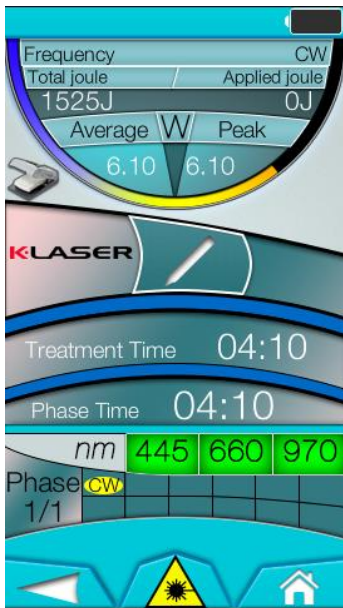 Frequency CW
Total joule Applied joule
1525J 0J
Average W Peak
6.10 6.10
K-LASER
Treatment Time 04:10
Phase Time 04:10
nm 445 660 970
Phase CW
1/1